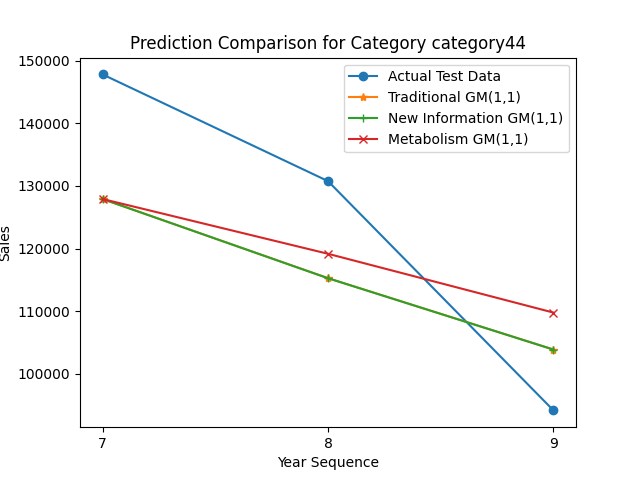 Prediction Comparison for Category category44
Actual Test Data
Traditional GM(1,1)
New Information GM(1,1)
Metabolism GM(1,1)
150000
140000
130000
120000
110000
100000
Sales
7
8
9
Year Sequence